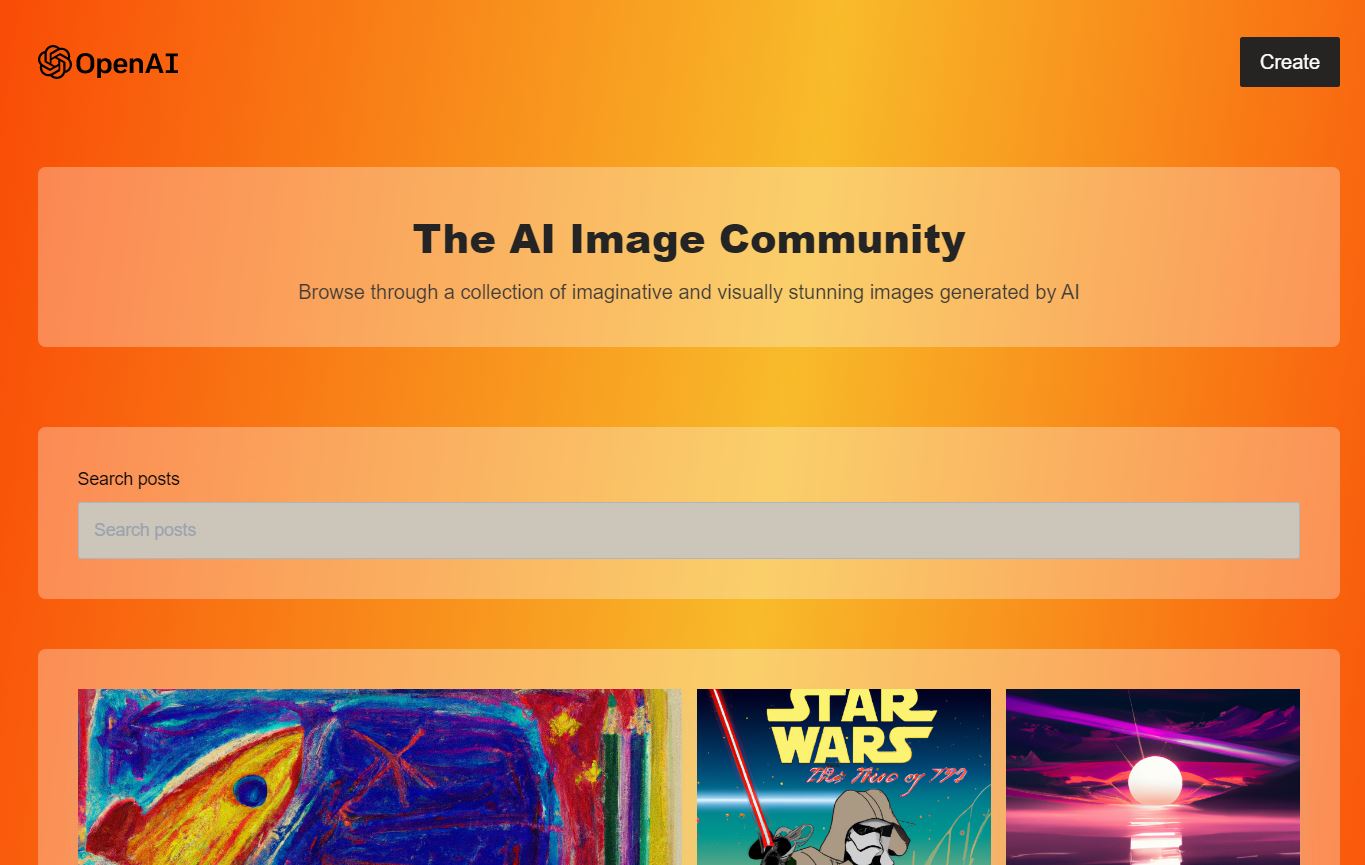 OpenAI
Create
The AI Image Community
Browse through a collection of imaginative and visually stunning images generated by AI
Search posts
Search posts
STAR
WARS